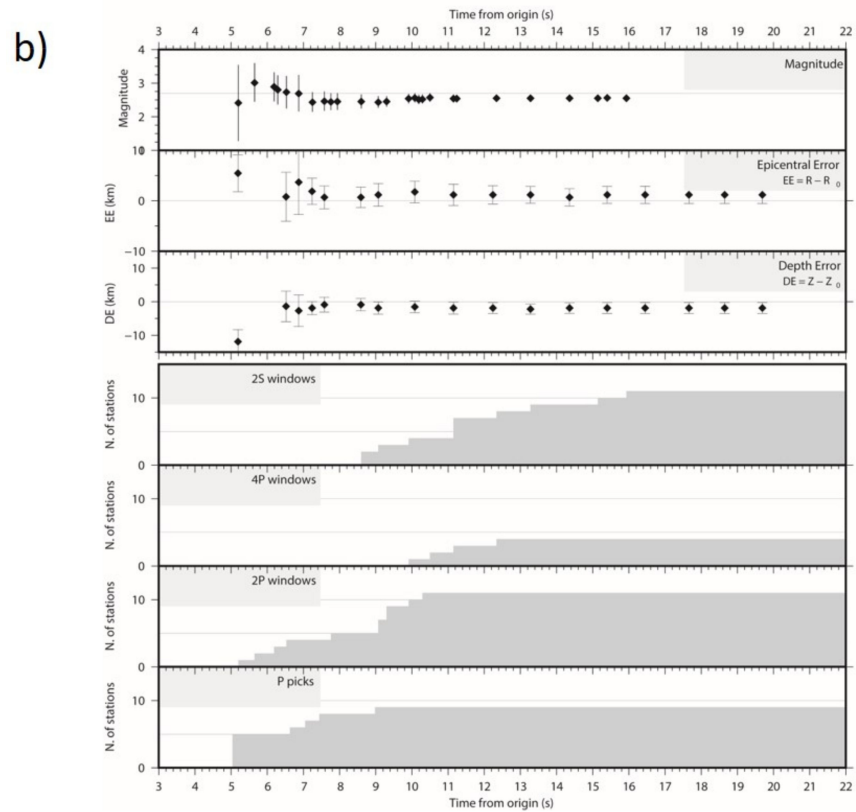 b)
Time from origin (s)
3 4 5 6 7 8 9 10 11 12 13 14 15 16 17 18 19 20 21 22
4
3
2
Magnitude
Magnitude
10
0
−10
EE (km)
Epicentral Error
EE = R − R 0
10
0
−10
DE (km)
Depth Error
DE = Z − Z 0
10
0
N. of stations
2S windows
10
0
N. of stations
4P windows
10
0
N. of stations
2P windows
10
0
N. of stations
P picks
3 4 5 6 7 8 9 10 11 12 13 14 15 16 17 18 19 20 21 22
Time from origin (s)